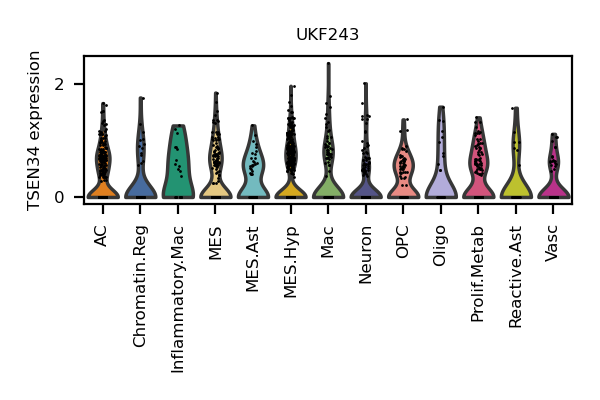 UKF243
TSEN34 expression
2
0
AC
Chromatin.Reg
Inflammatory.Mac
MES
MES.Ast
MES.Hyp
Mac
Neuron
OPC
Oligo
Prolif.Metab
Reactive.Ast
Vasc